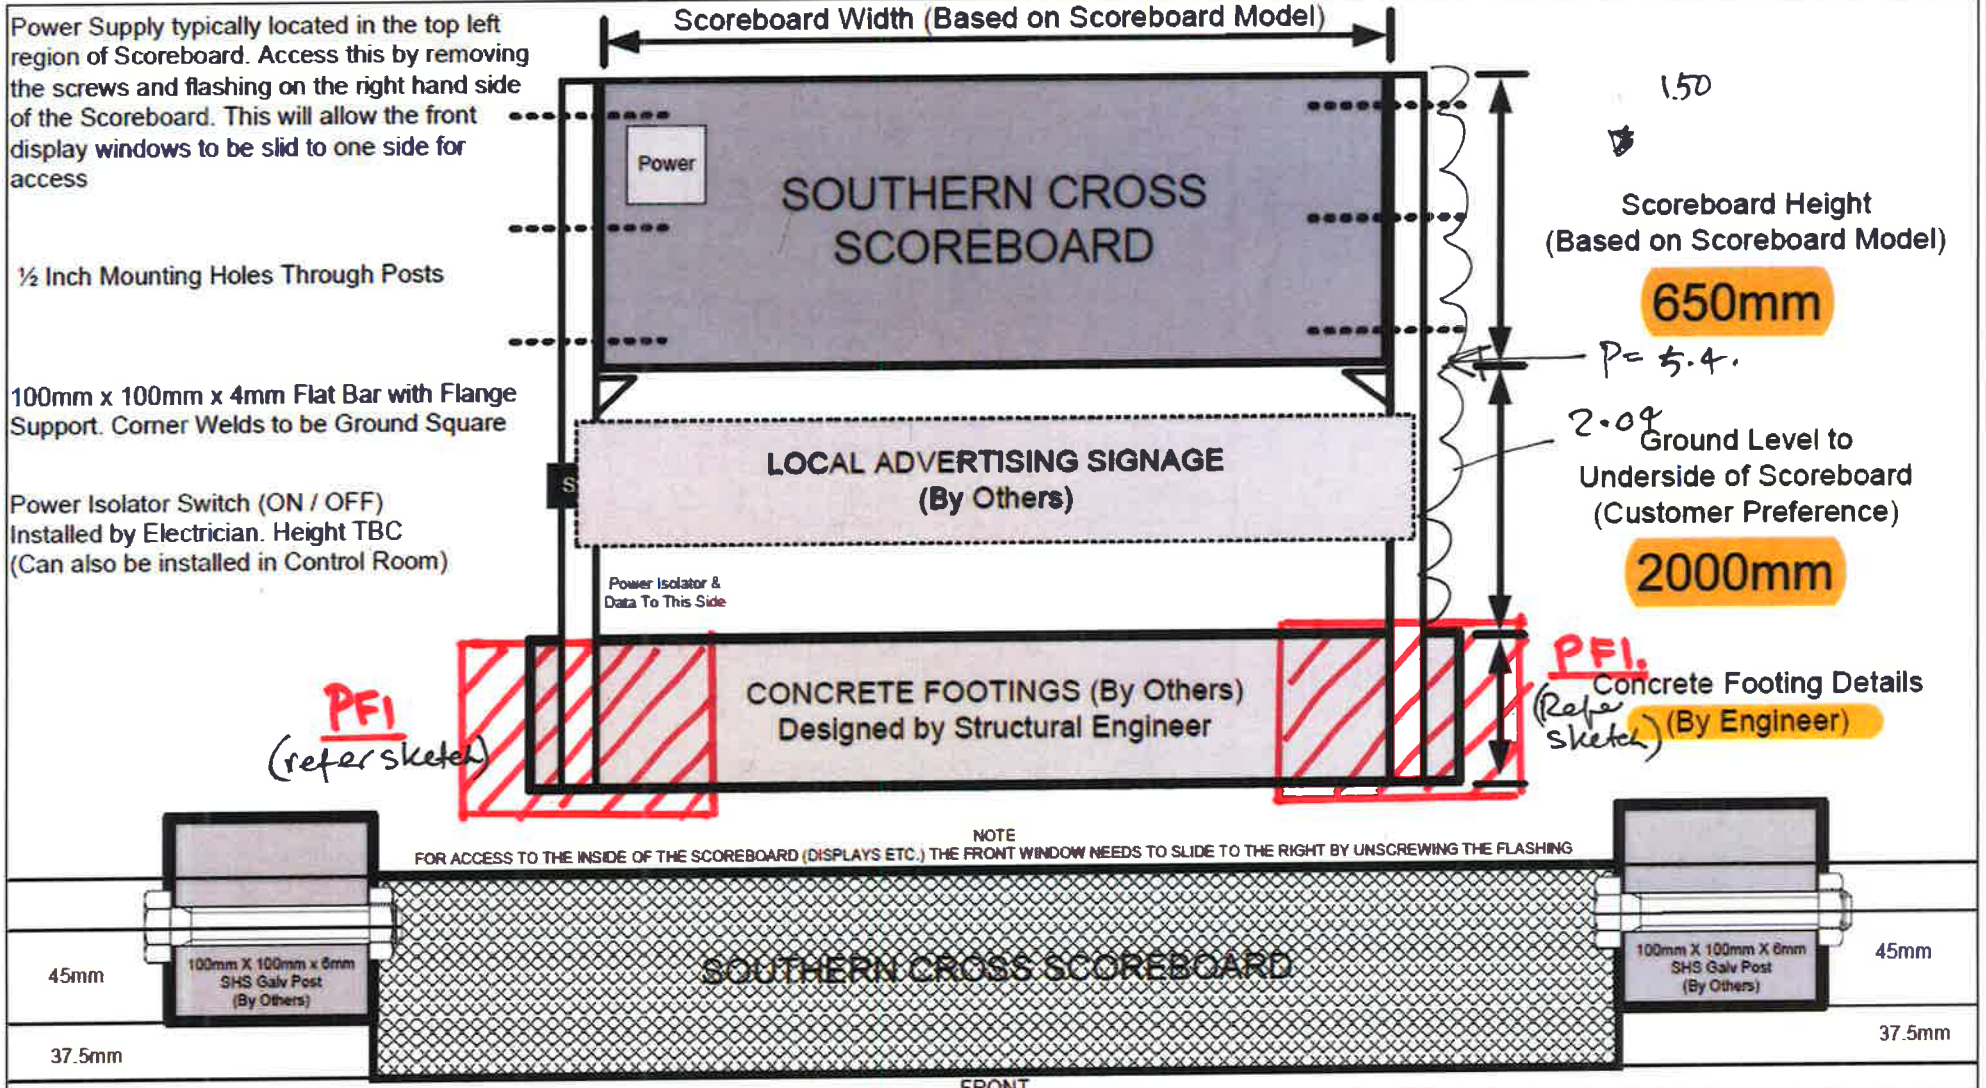 Power Supply typically located in the top left
region of Scoreboard. Access this by removing
the screws and flashing on the right hand side
of the Scoreboard. This will allow the front
display windows to be slid to one side for
access
½ Inch Mounting Holes Through Posts
100mm x 100mm x 4mm Flat Bar with Flange
Support. Corner Welds to be Ground Square
Power Isolator Switch (ON / OFF)
Installed by Electrician. Height TBC
(Can also be installed in Control Room)
Scoreboard Width (Based on Scoreboard Model)
Power
SOUTHERN CROSS
SCOREBOARD
1.50
Scoreboard Height
(Based on Scoreboard Model)
650mm
P= 5.4.
LOCAL ADVERTISING SIGNAGE
(By Others)
Ground Level to
Underside of Scoreboard
(Customer Preference)
2000mm
Power Isolator &
Data To This Side
PF1
(refer sketch)
CONCRETE FOOTINGS (By Others)
Designed by Structural Engineer
PF1.
Concrete Footing Details
(By Engineer)
(Refer
sketch)
NOTE
FOR ACCESS TO THE INSIDE OF THE SCOREBOARD (DISPLAYS ETC.) THE FRONT WINDOW NEEDS TO SLIDE TO THE RIGHT BY UNSCREWING THE FLASHING
45mm
37.5mm
100mm X 100mm x 6mm
SHS Galv Post
(By Others)
SOUTHERN CROSS SCOREBOARD
100mm X 100mm X 6mm
SHS Galv Post
(By Others)
45mm
37.5mm
FRONT